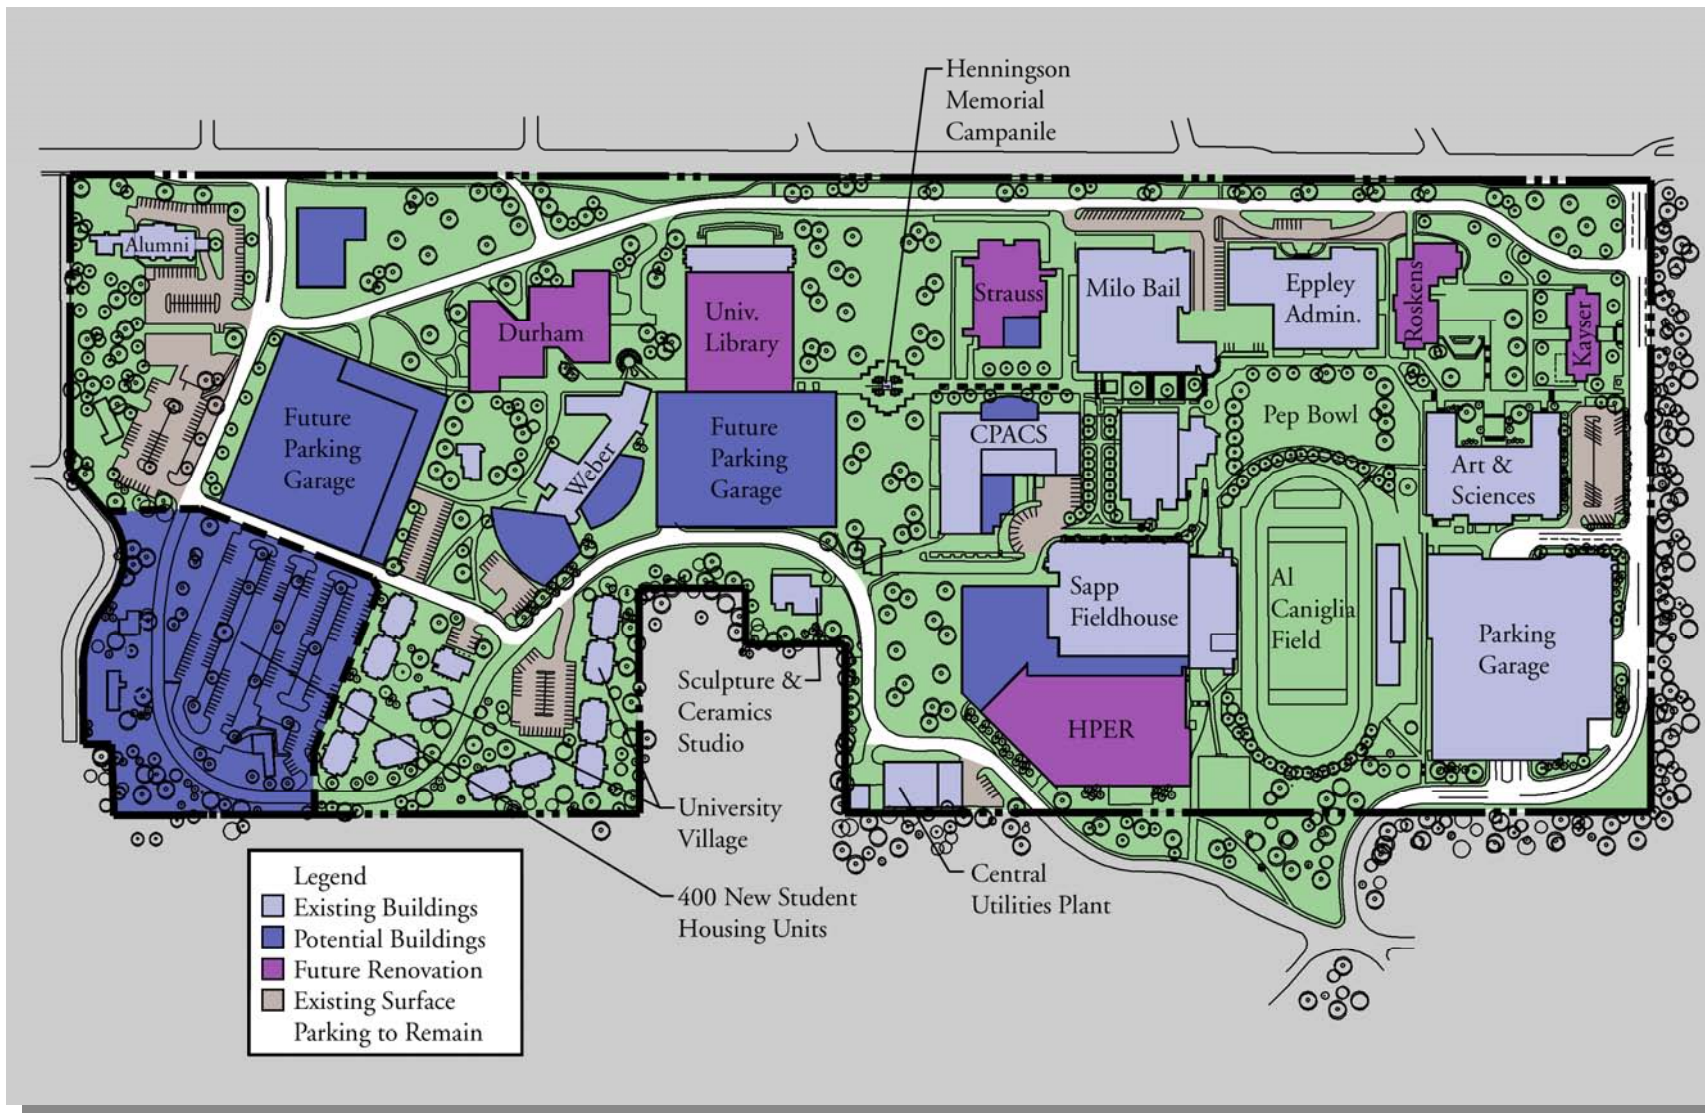 Henningson
Memorial
Campanile
Alumni
Durham
Univ.
Library
Strauss
Milo Bail
Eppley
Admin.
Roskens
Kayser
Future
Parking
Garage
Weber
Future
Parking
Garage
CPACS
Pep Bowl
Art &
Sciences
Sapp
Fieldhouse
Al
Caniglia
Field
Parking
Garage
HPER
Sculpture &
Ceramics
Studio
University
Village
400 New Student
Housing Units
Central
Utilities Plant
Legend
Existing Buildings
Potential Buildings
Future Renovation
Existing Surface
Parking to Remain